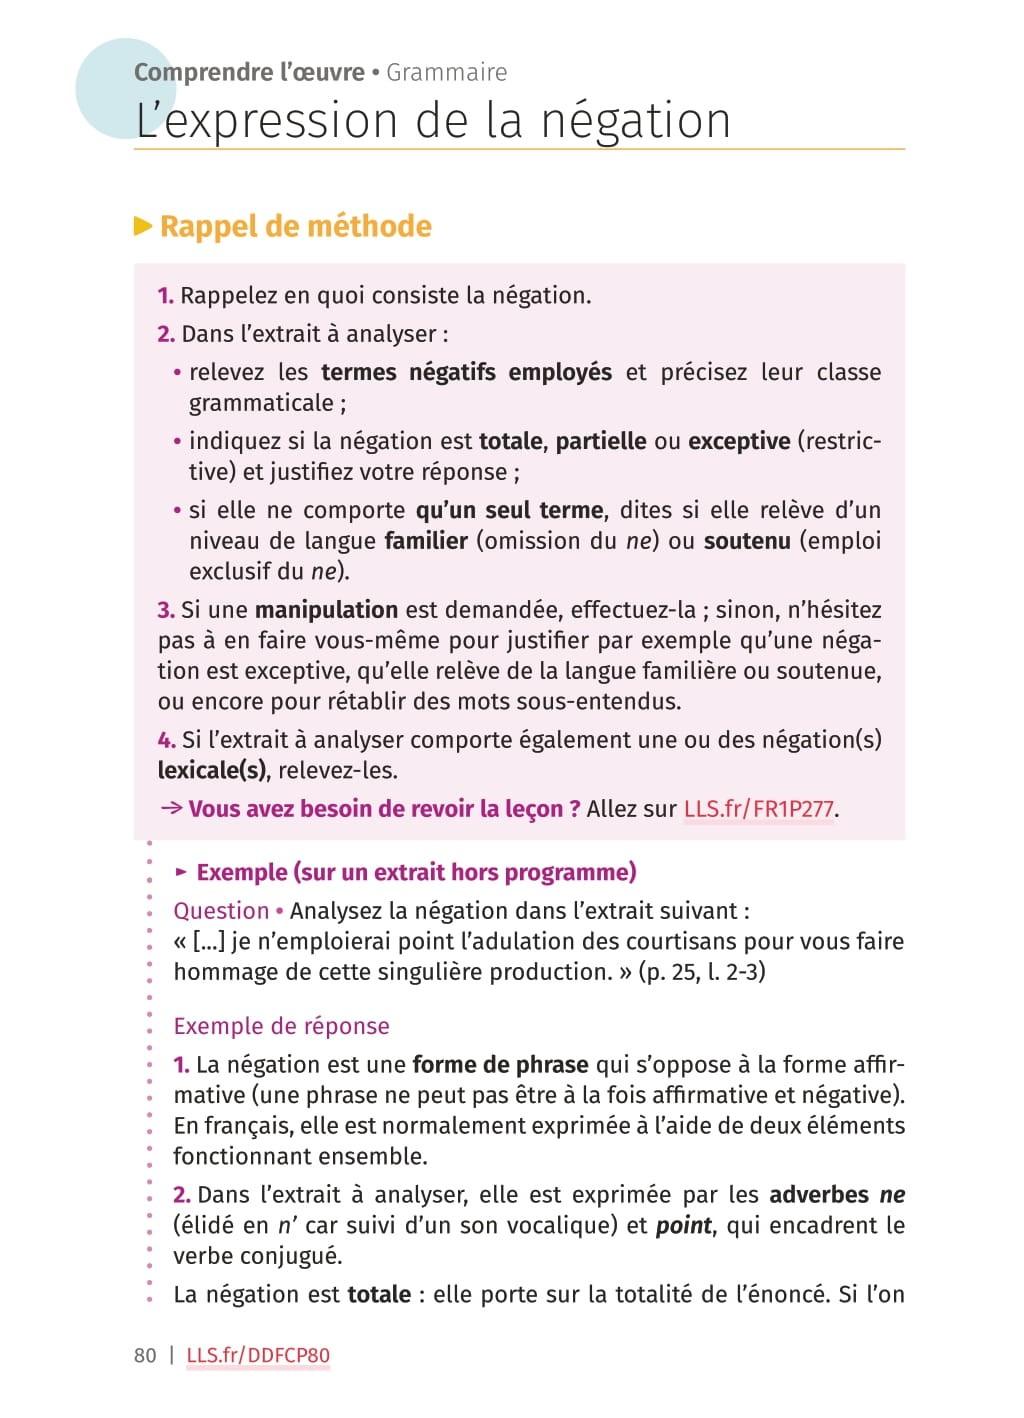 Comprendre l'œuvre • Grammaire
L'expression de la négation
► Rappel de méthode
1. Rappelez en quoi consiste la négation.
2. Dans l'extrait à analyser :
• relevez les termes négatifs employés et précisez leur classe
grammaticale ;
• indiquez si la négation est totale, partielle ou exceptive (restric-
tive) et justifiez votre réponse ;
• si elle ne comporte qu'un seul terme, dites si elle relève d'un
niveau de langue familier (omission du ne) ou soutenu (emploi
exclusif du ne).
3. Si une manipulation est demandée, effectuez-la ; sinon, n'hésitez
pas à en faire vous-même pour justifier par exemple qu'une néga-
tion est exceptive, qu'elle relève de la langue familière ou soutenue,
ou encore pour rétablir des mots sous-entendus.
4. Si l'extrait à analyser comporte également une ou des négation(s)
lexicale(s), relevez-les.
→ Vous avez besoin de revoir la leçon ? Allez sur LLS.fr/FR1P277.
► Exemple (sur un extrait hors programme)
Question • Analysez la négation dans l'extrait suivant :
« [...] je n'emploierai point l'adulation des courtisans pour vous faire
hommage de cette singulière production. » (p. 25, l. 2-3)
Exemple de réponse
1. La négation est une forme de phrase qui s'oppose à la forme affir-
mative (une phrase ne peut pas être à la fois affirmative et négative).
En français, elle est normalement exprimée à l'aide de deux éléments
fonctionnant ensemble.
2. Dans l'extrait à analyser, elle est exprimée par les adverbes ne
(élidé en n' car suivi d'un son vocalique) et point, qui encadrent le
verbe conjugué.
La négation est totale : elle porte sur la totalité de l'énoncé. Si l'on
80 | LLS.fr/DDFCP80